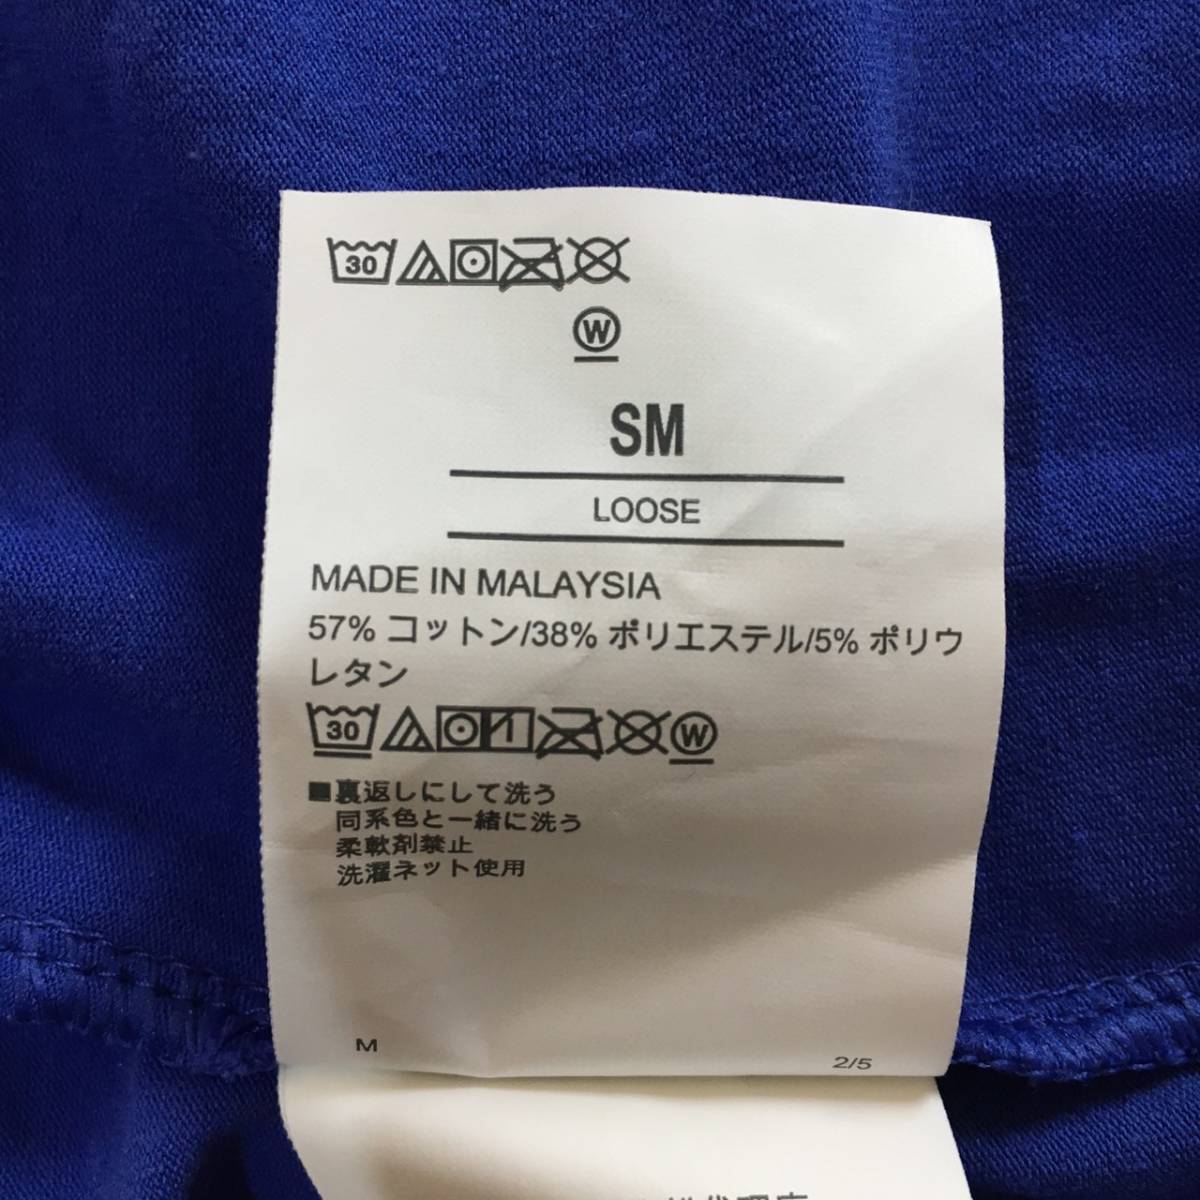 30
W
SM
LOOSE
MADE IN MALAYSIA
57% コットン/38% ポリエステル/5% ポリウ
レタン
30 W
■裏返しにして洗う
同系色と一緒に洗う
柔軟剤禁止
洗濯ネット使用
M 2/5